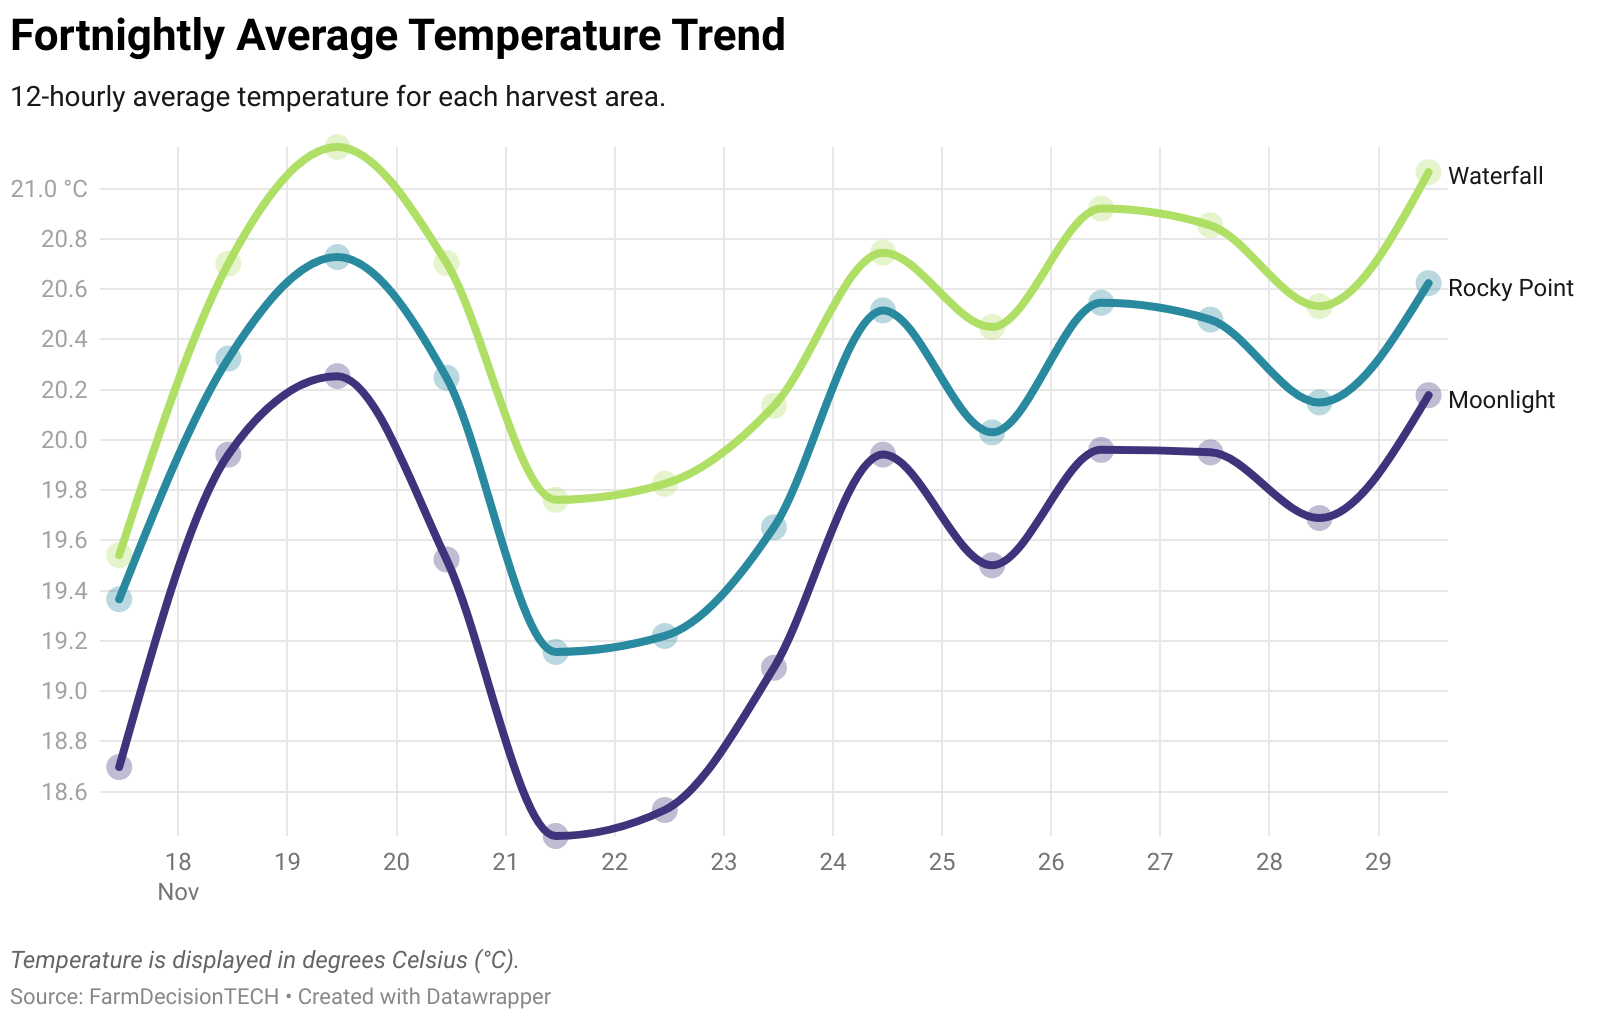 Fortnightly Average Temperature Trend
12-hourly average temperature for each harvest area.
21.0 °C
20.8
20.6
20.4
20.2
20.0
19.8
19.6
19.4
19.2
19.0
18.8
18.6
Waterfall
Rocky Point
Moonlight
18 19 20 21 22 23 24 25 26 27 28 29
Nov
Temperature is displayed in degrees Celsius (°C).
Source: FarmDecisionTECH • Created with Datawrapper